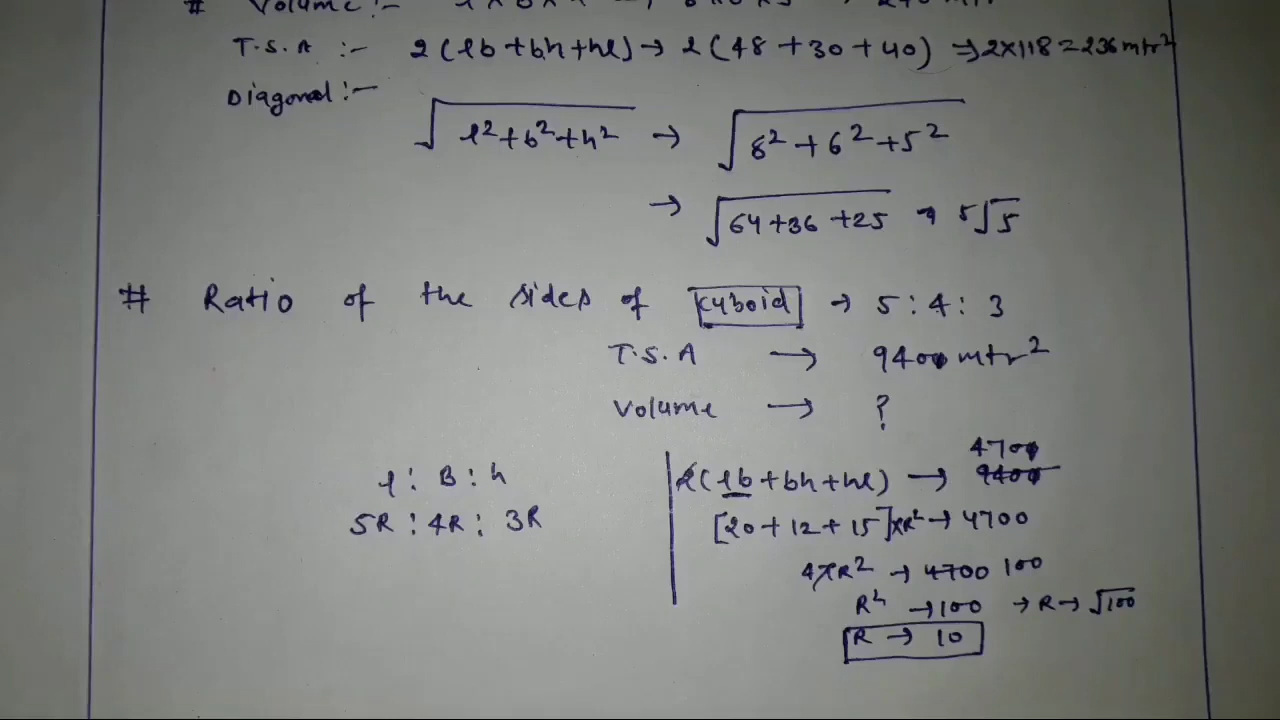 # Volume :-
T.S.A :- 2(lb+bh+hl) → 2(48+30+40) ⇒ 2×118 = 236 mtr²
Diagonal :-
√l²+b²+h² → √8²+6²+5²
→ √64+36+25 → 5√5
# Ratio of the sides of cuboid → 5:4:3
T.S.A → 9400 mtr²
Volume → ?
4700
l : B : h 2(lb+bh+hl) → 9400
5R : 4R : 3R [20+12+15]×R² → 4700
47R² → 4700 100
R² → 100 → R → √100
R → 10